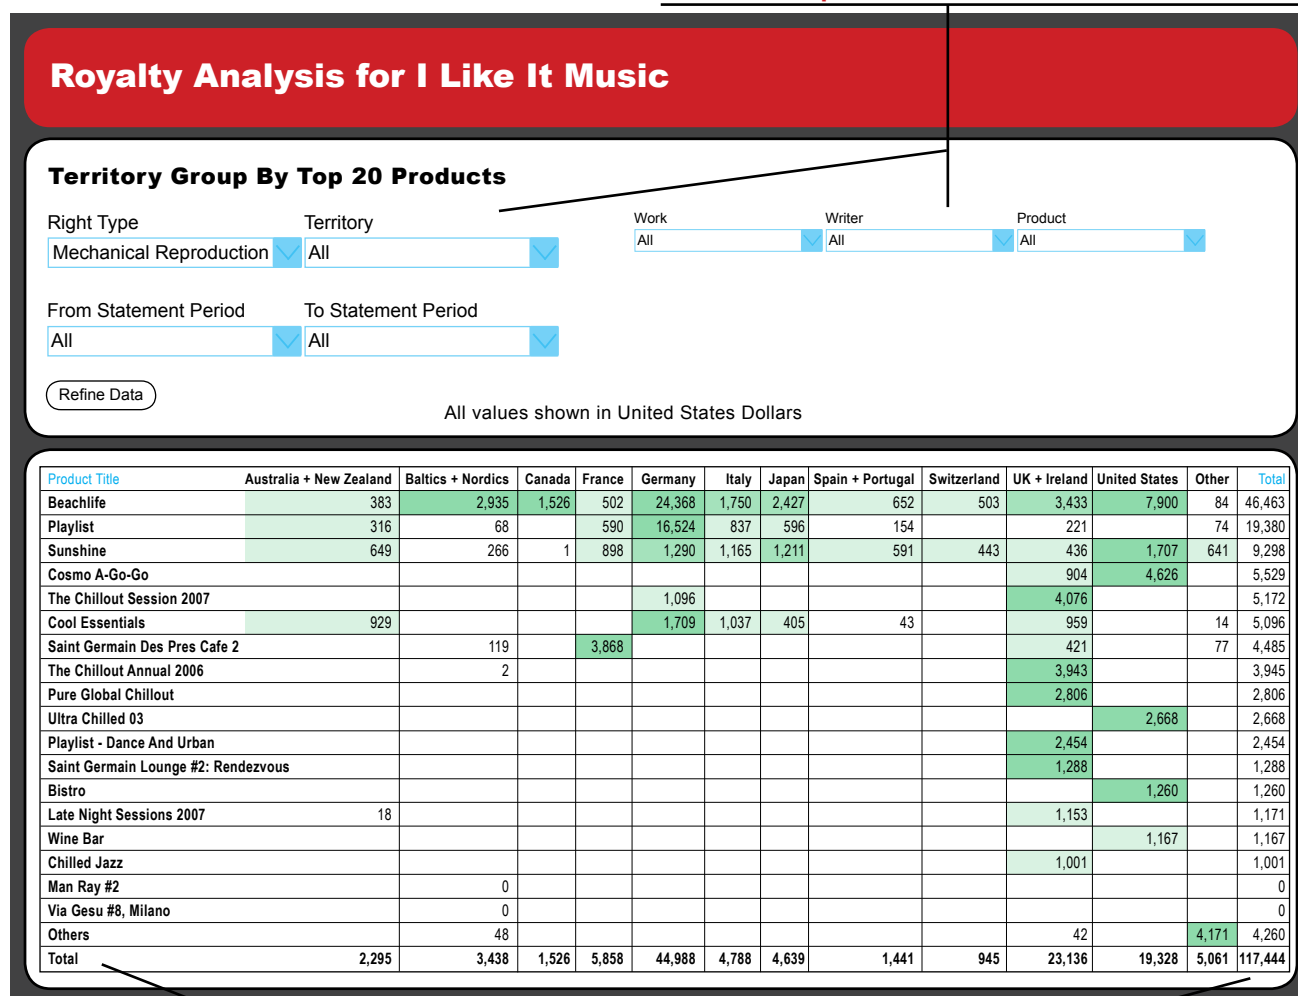 Royalty Analysis for I Like It Music
Territory Group By Top 20 Products
Right Type Territory Work Writer Product
Mechanical Reproduction All All All All
From Statement Period To Statement Period
All All
Refine Data
All values shown in United States Dollars
Product Title Australia + New Zealand Baltics + Nordics Canada France Germany Italy Japan Spain + Portugal Switzerland UK + Ireland United States Other Total
Beachlife 383 2,935 1,526 502 24,368 1,750 2,427 652 503 3,433 7,900 84 46,463
Playlist 316 68 590 16,524 837 596 154 221 74 19,380
Sunshine 649 266 1 898 1,290 1,165 1,211 591 443 436 1,707 641 9,298
Cosmo A-Go-Go 904 4,626 5,529
The Chillout Session 2007 1,096 4,076 5,172
Cool Essentials 929 1,709 1,037 405 43 959 14 5,096
Saint Germain Des Pres Cafe 2 119 3,868 421 77 4,485
The Chillout Annual 2006 2 3,943 3,945
Pure Global Chillout 2,806 2,806
Ultra Chilled 03 2,668 2,668
Playlist - Dance And Urban 2,454 2,454
Saint Germain Lounge #2: Rendezvous 1,288 1,288
Bistro 1,260 1,260
Late Night Sessions 2007 18 1,153 1,171
Wine Bar 1,167 1,167
Chilled Jazz 1,001 1,001
Man Ray #2 0 0
Via Gesu #8, Milano 0 0
Others 48 42 4,171 4,260
Total 2,295 3,438 1,526 5,858 44,988 4,788 4,639 1,441 945 23,136 19,328 5,061 117,444